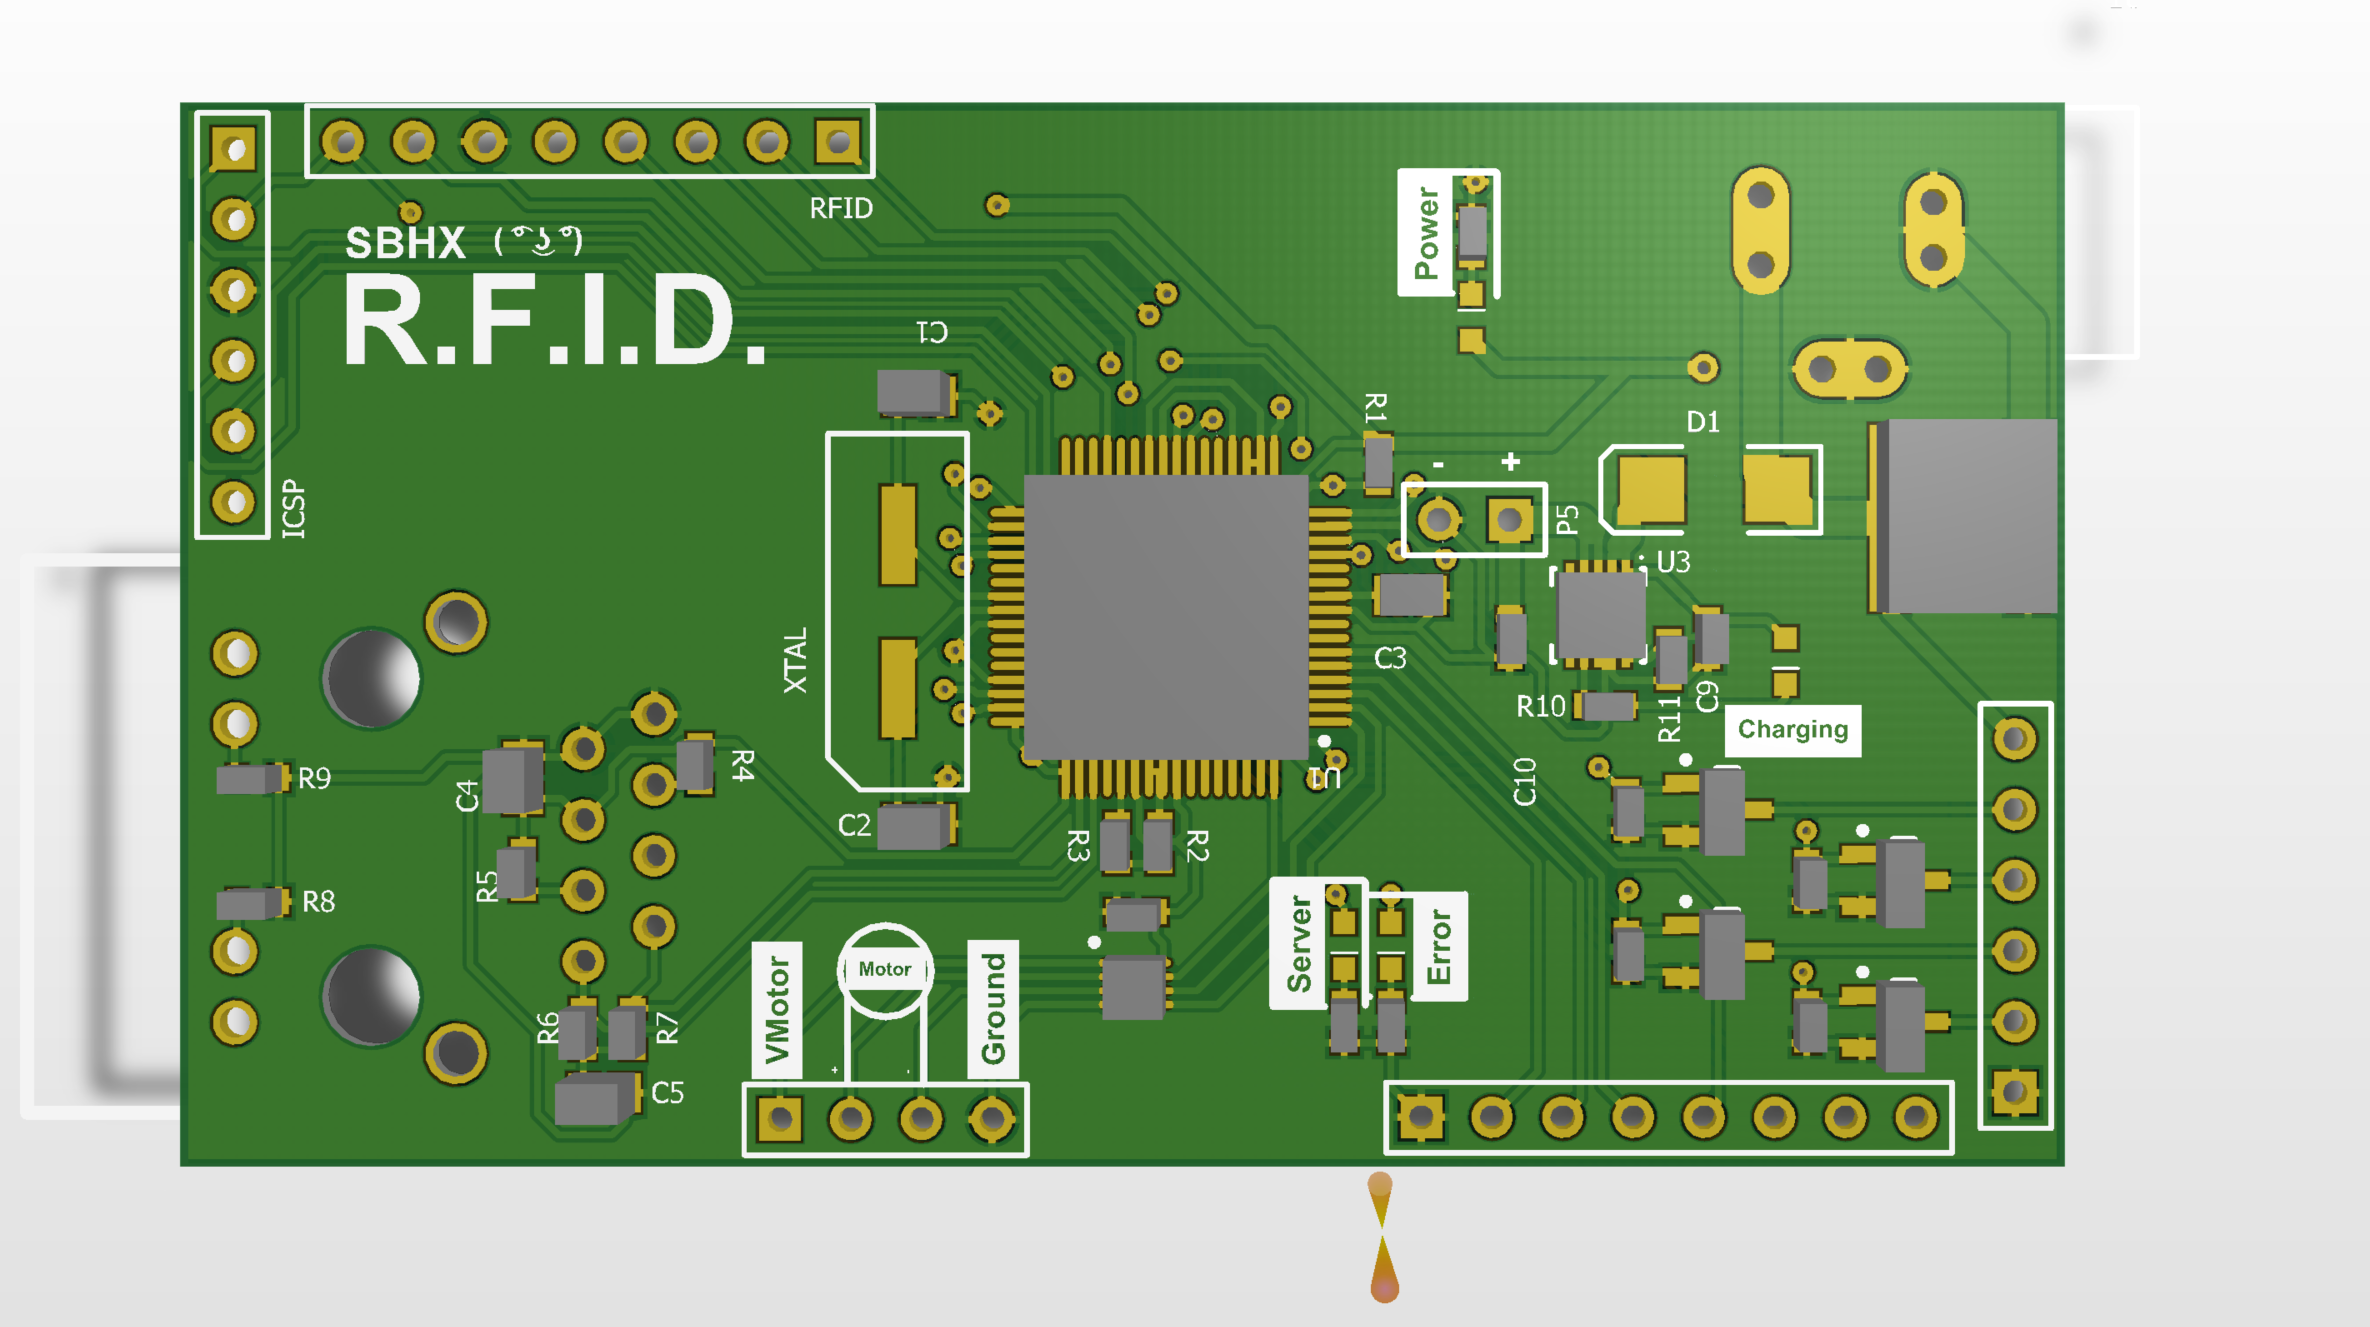 RFID
SBHX ( ͡° ͜ʖ ͡°)
R.F.I.D.
Power
C1
R1
D1
- +
P5
ICSP
U3
XTAL
C3
R10
R11
C9
Charging
R9
C4
R4
U1
C10
C2
R3
R2
R5
R8
Server
Error
VMotor
Motor
Ground
R6
R7
+ -
C5